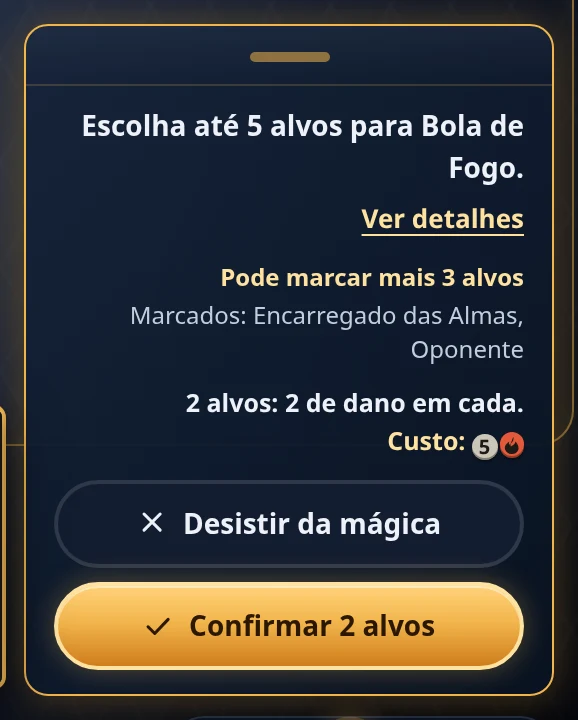 Escolha até 5 alvos para Bola de
Fogo.
Ver detalhes
Pode marcar mais 3 alvos
Marcados: Encarregado das Almas,
Oponente
2 alvos: 2 de dano em cada.
Custo: 5
Desistir da mágica
Confirmar 2 alvos